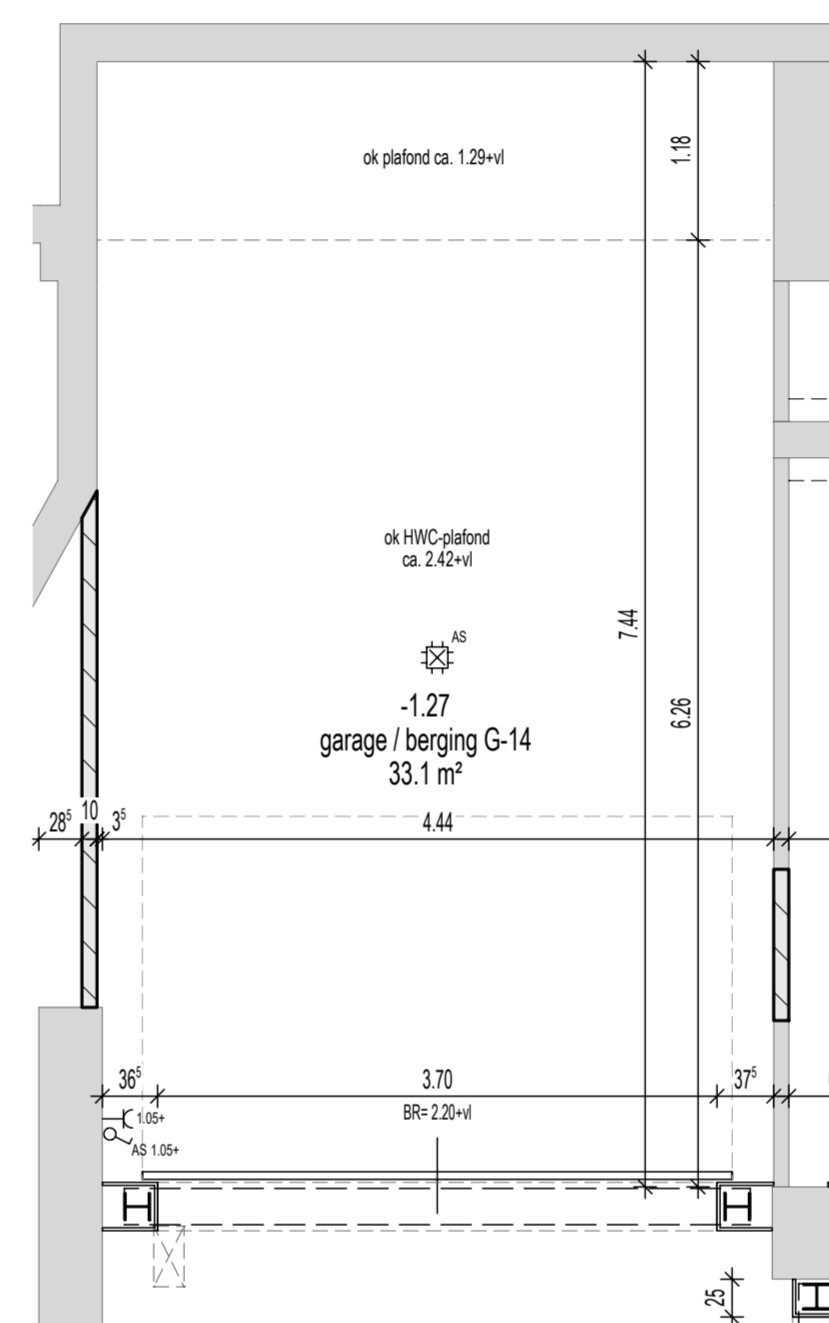 1.18
ok plafond ca. 1.29+vl
ok HWC-plafond
ca. 2.42+vl
7.44
AS
6.26
-1.27
garage / berging G-14
33.1 m²
28⁵ 10 3⁵ 4.44
36⁵ 3.70 37⁵
BR= 2.20+vl
1.05+
AS 1.05+
25